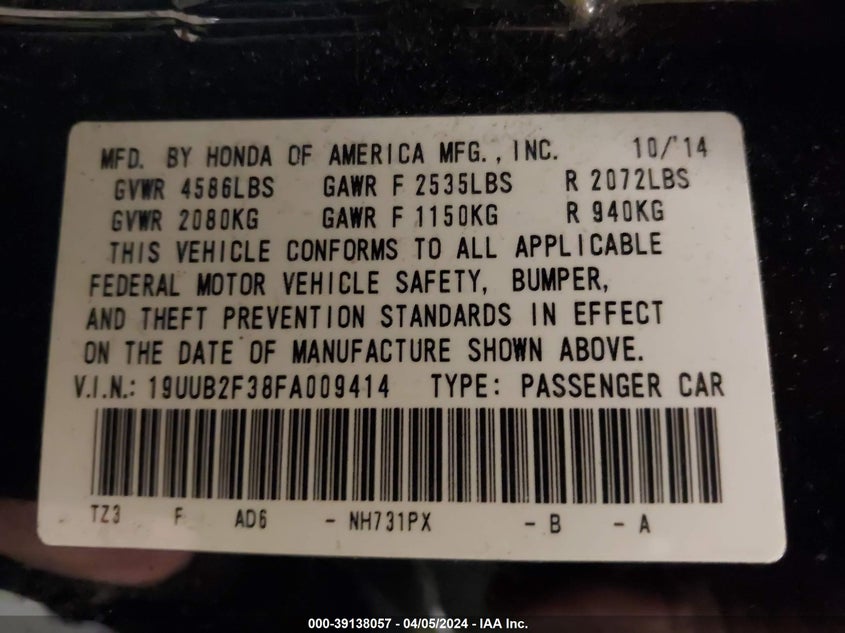 MFD. BY HONDA OF AMERICA MFG., INC. 10/'14
GVWR 4586LBS GAWR F 2535LBS R 2072LBS
GVWR 2080KG GAWR F 1150KG R 940KG
THIS VEHICLE CONFORMS TO ALL APPLICABLE
FEDERAL MOTOR VEHICLE SAFETY, BUMPER,
AND THEFT PREVENTION STANDARDS IN EFFECT
ON THE DATE OF MANUFACTURE SHOWN ABOVE.
V.I.N.: 19UUB2F38FA009414 TYPE: PASSENGER CAR
TZ3 F AD6 - NH731PX - B - A
000-39138057 - 04/05/2024 - IAA Inc.